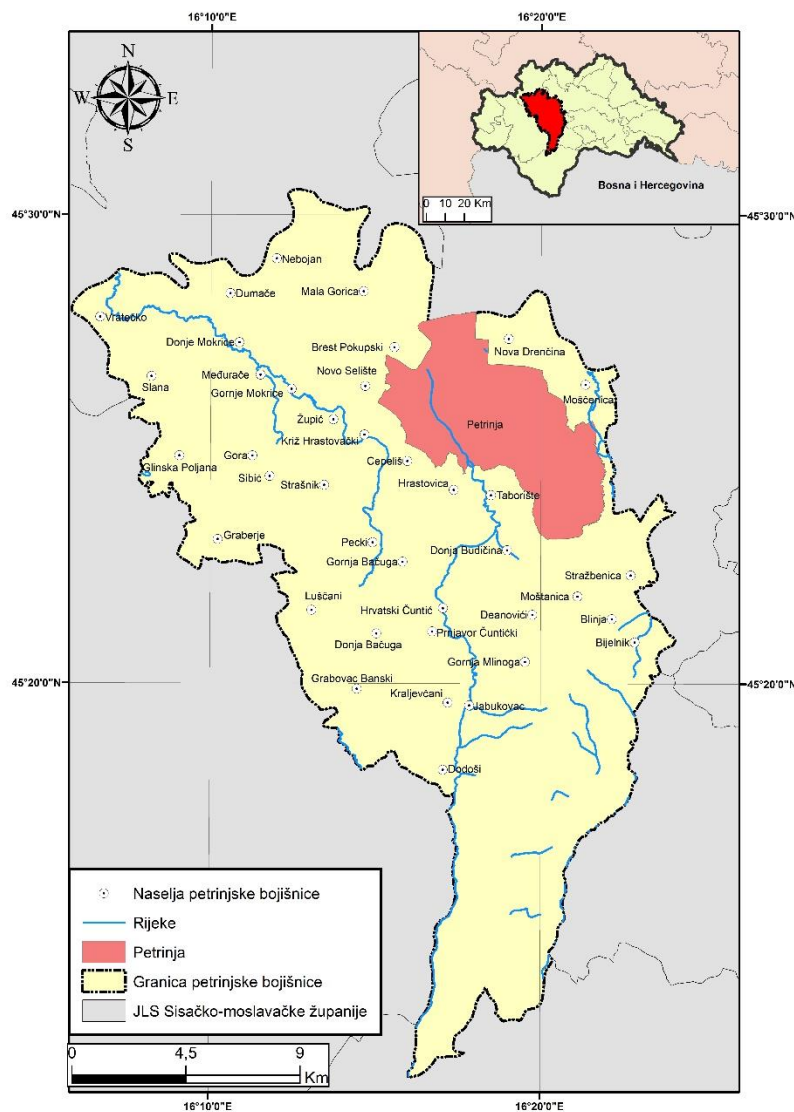 16°10'0"E
16°20'0"E
N
W
E
S
Bosna i Hercegovina
0 10 20 Km
45°30'0"N
45°30'0"N
Nebojan
Dumače
Mala Gorica
Vratečko
Donje Mokrice
Brest Pokupski
Nova Drenčina
Međurače
Novo Selište
Slana
Gornje Mokrice
Mošćenica
Župić
Petrinja
Križ Hrastovački
Glinska Poljana
Gora
Cepeliš
Sibić
Strašnik
Hrastovica
Taborište
Graberje
Pecki
Donja Budičina
Gornja Bačuga
Stražbenica
Moštanica
Luščani
Hrvatski Čuntić
Deanovići
Blinja
Donja Bačuga
Prnjavor Čuntićki
Bijelnik
Gornja Mlinoga
45°20'0"N
45°20'0"N
Grabovac Banski
Kraljevčani
Jabukovac
Dodoši
Naselja petrinjske bojišnice
Rijeke
Petrinja
Granica petrinjske bojišnice
JLS Sisačko-moslavačke županije
0 4,5 9
Km
16°10'0"E
16°20'0"E